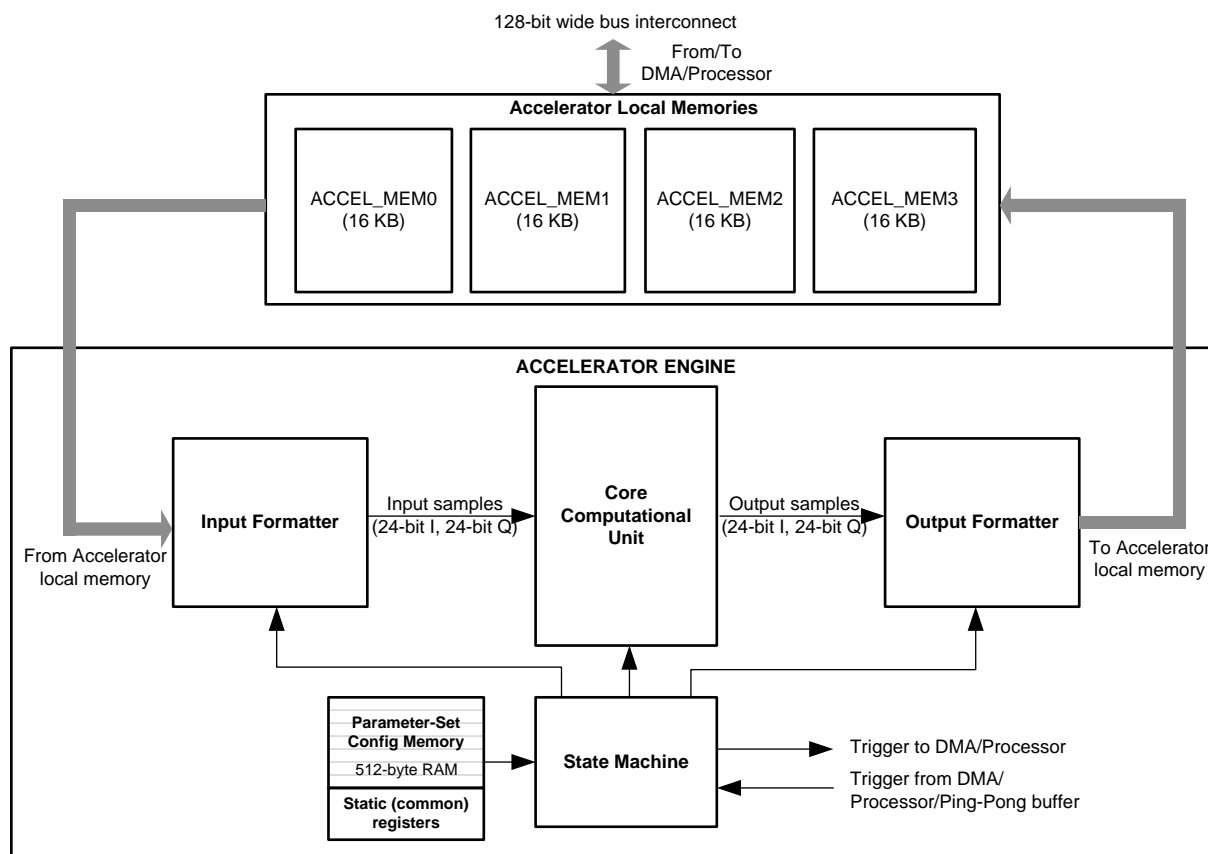 128-bit wide bus interconnect
From/To
DMA/Processor
Accelerator Local Memories
ACCEL_MEM0
(16 KB)
ACCEL_MEM1
(16 KB)
ACCEL_MEM2
(16 KB)
ACCEL_MEM3
(16 KB)
ACCELERATOR ENGINE
Input Formatter
Input samples
(24-bit I, 24-bit Q)
Core
Computational
Unit
Output samples
(24-bit I, 24-bit Q)
Output Formatter
From Accelerator
local memory
To Accelerator
local memory
Parameter-Set
Config Memory
512-byte RAM
Static (common)
registers
State Machine
Trigger to DMA/Processor
Trigger from DMA/
Processor/Ping-Pong buffer